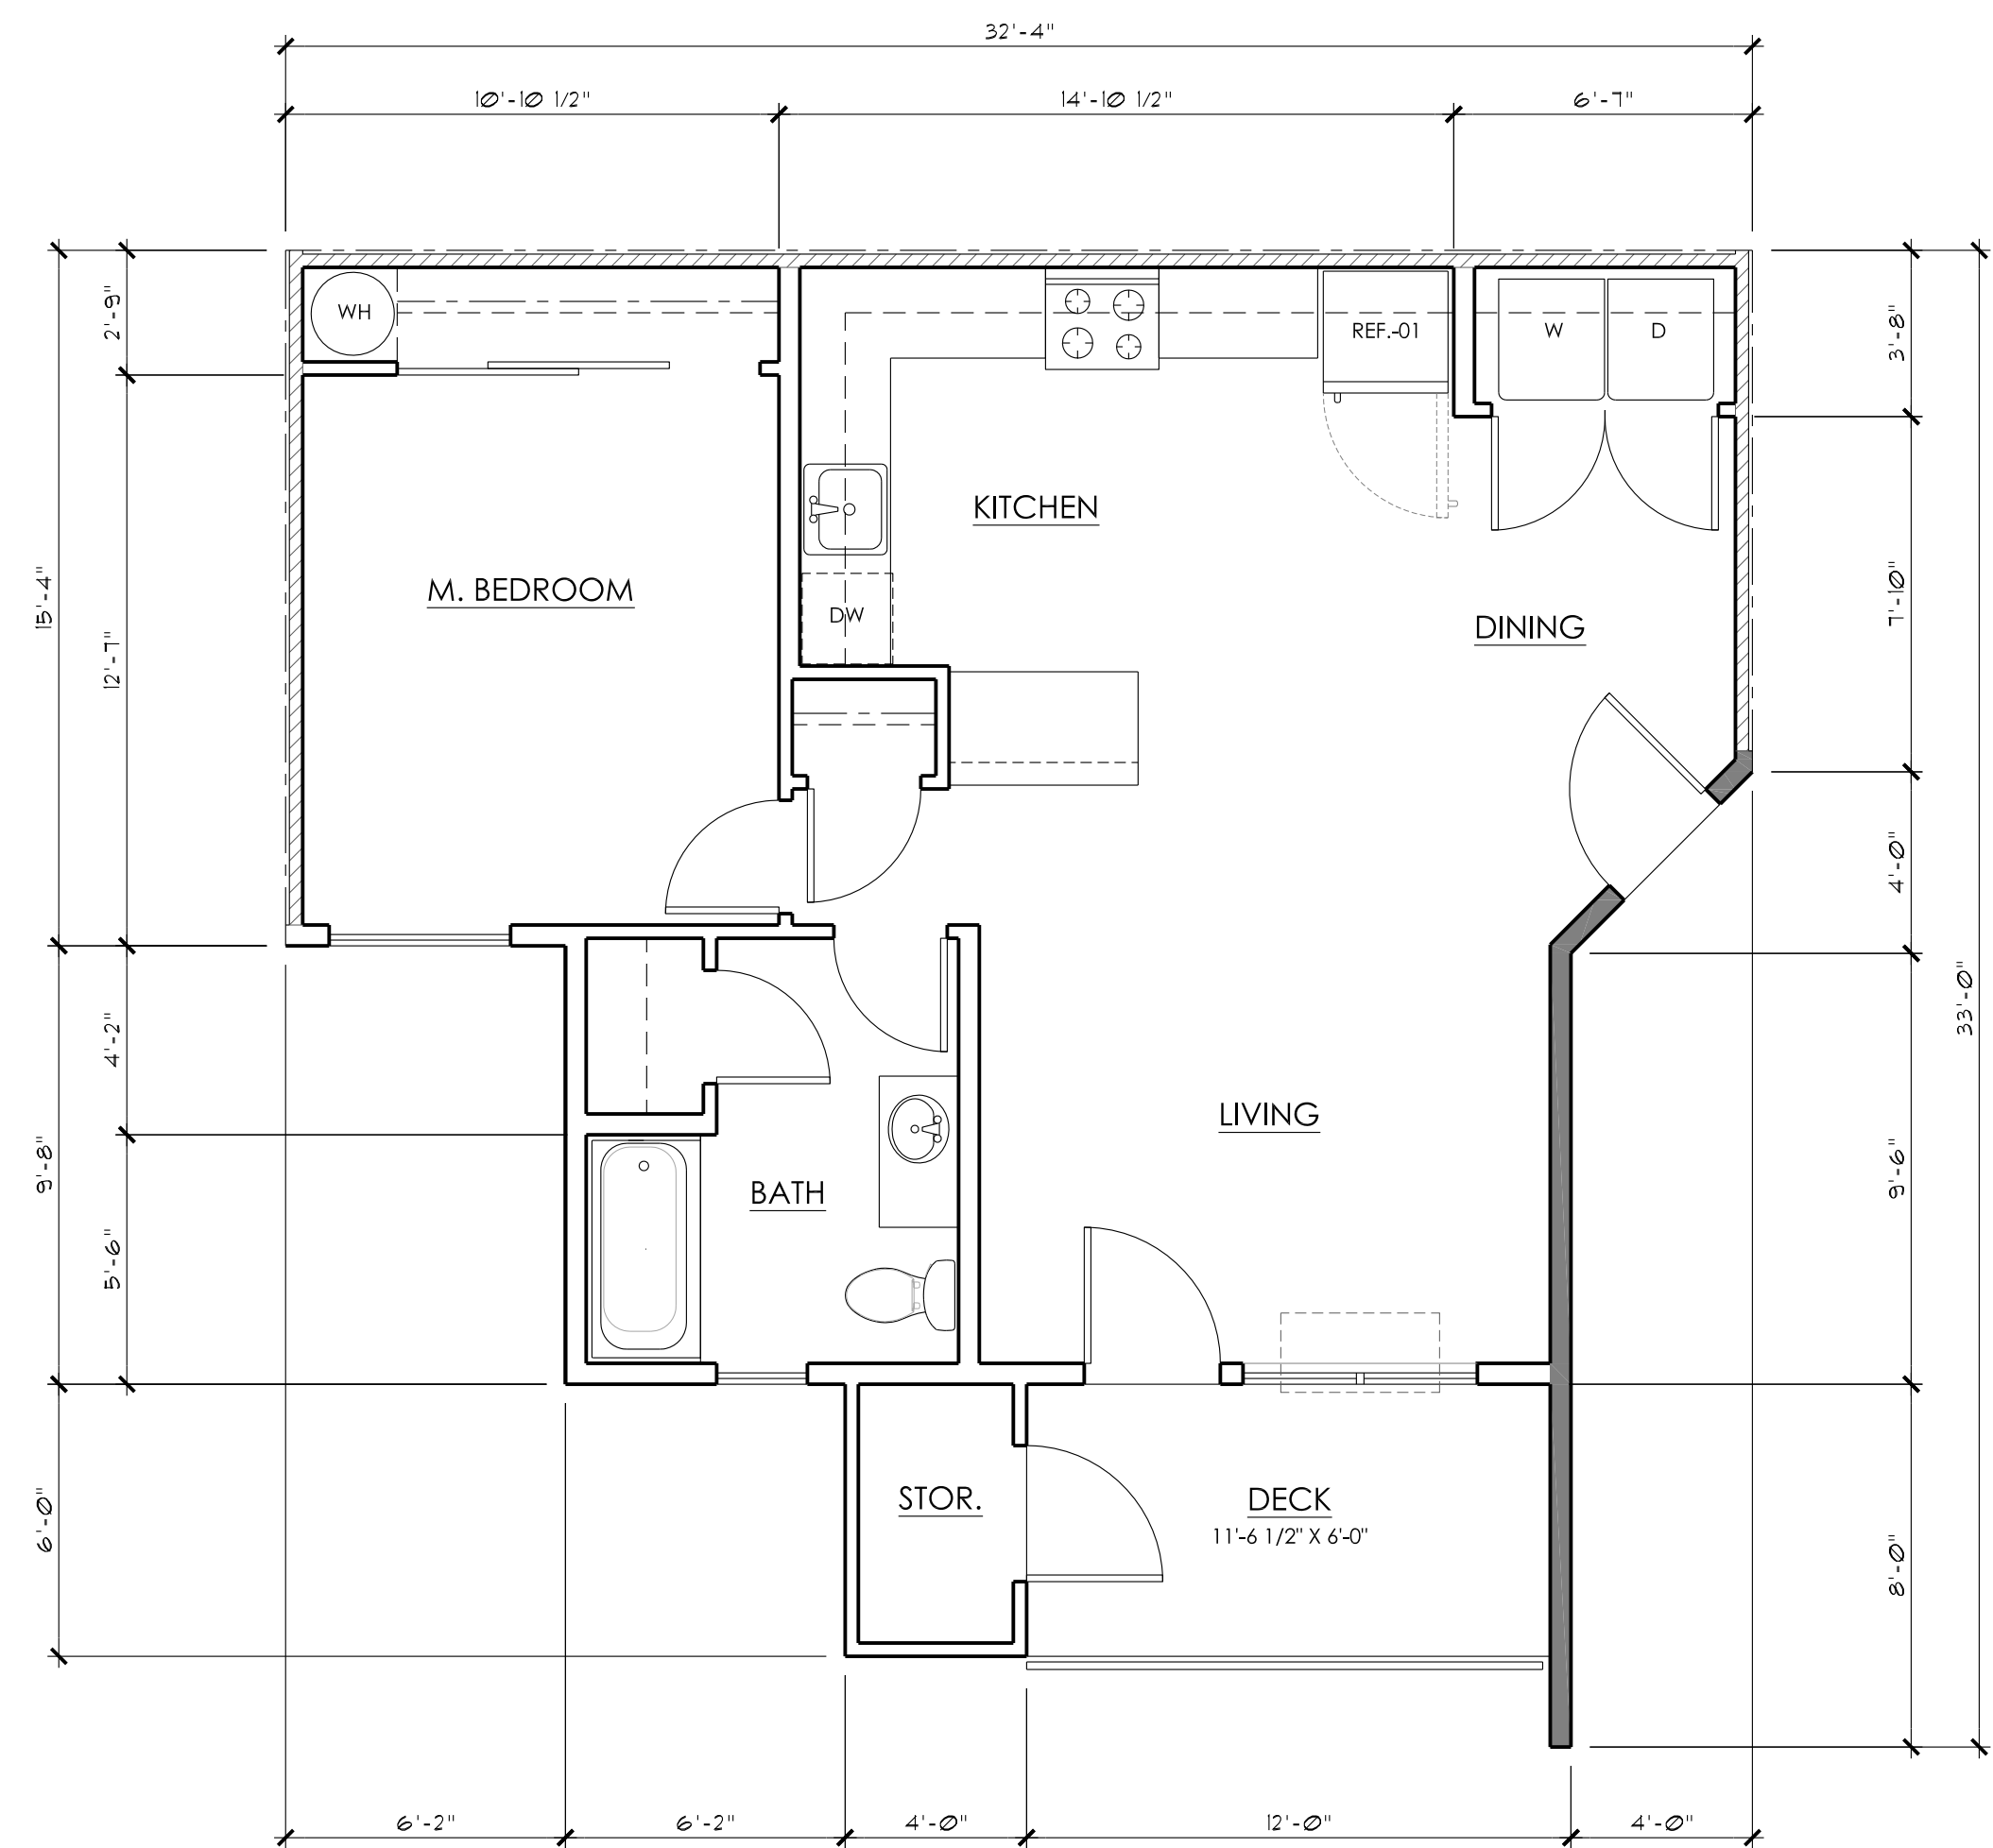 32'-4"
10'-10 1/2"
14'-10 1/2"
6'-7"
2'-9"
WH
REF.-01
W
D
3'-8"
KITCHEN
15'-4"
M. BEDROOM
7'-10"
DW
DINING
12'-7"
4'-0"
33'-0"
4'-2"
LIVING
9'-8"
BATH
9'-6"
5'-6"
STOR.
DECK
11'-6 1/2" X 6'-0"
6'-0"
8'-0"
6'-2"
6'-2"
4'-0"
12'-0"
4'-0"